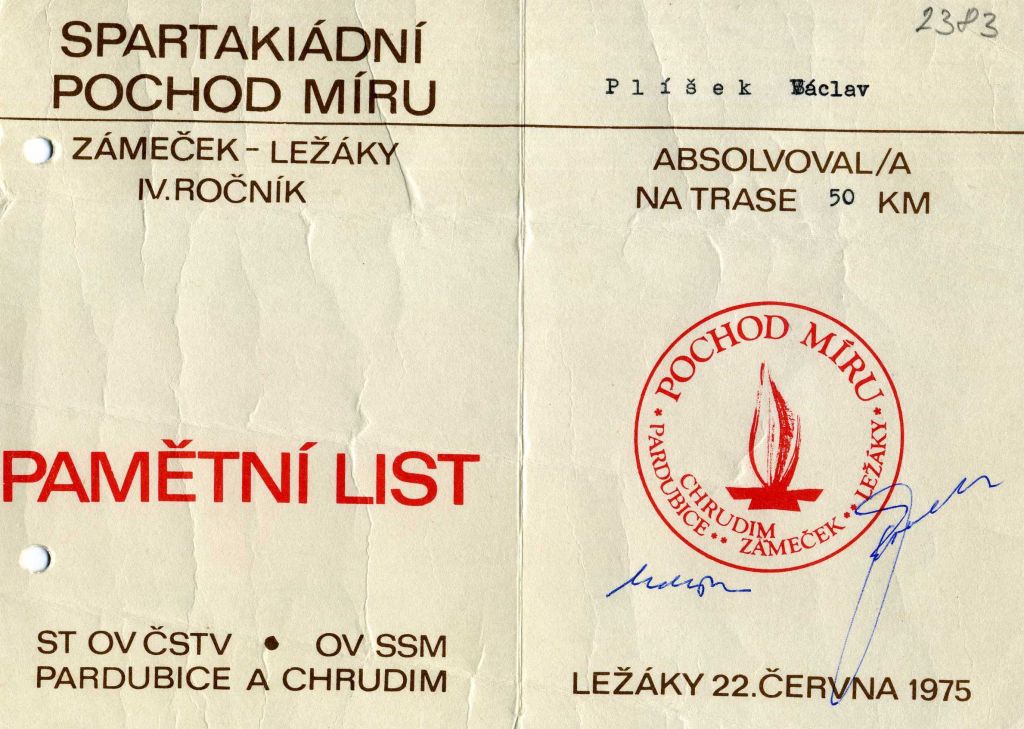 SPARTAKIÁDNÍ
POCHOD MÍRU
ZÁMEČEK - LEŽÁKY
IV. ROČNÍK
PAMĚTNÍ LIST
ST OV ČSTV • OV SSM
PARDUBICE A CHRUDIM
2383
Plíšek Václav
ABSOLVOVAL/A
NA TRASE 50 KM
* POCHOD MÍRU *
PARDUBICE ** ZÁMEČEK ** LEŽÁKY
CHRUDIM
LEŽÁKY 22. ČERVNA 1975